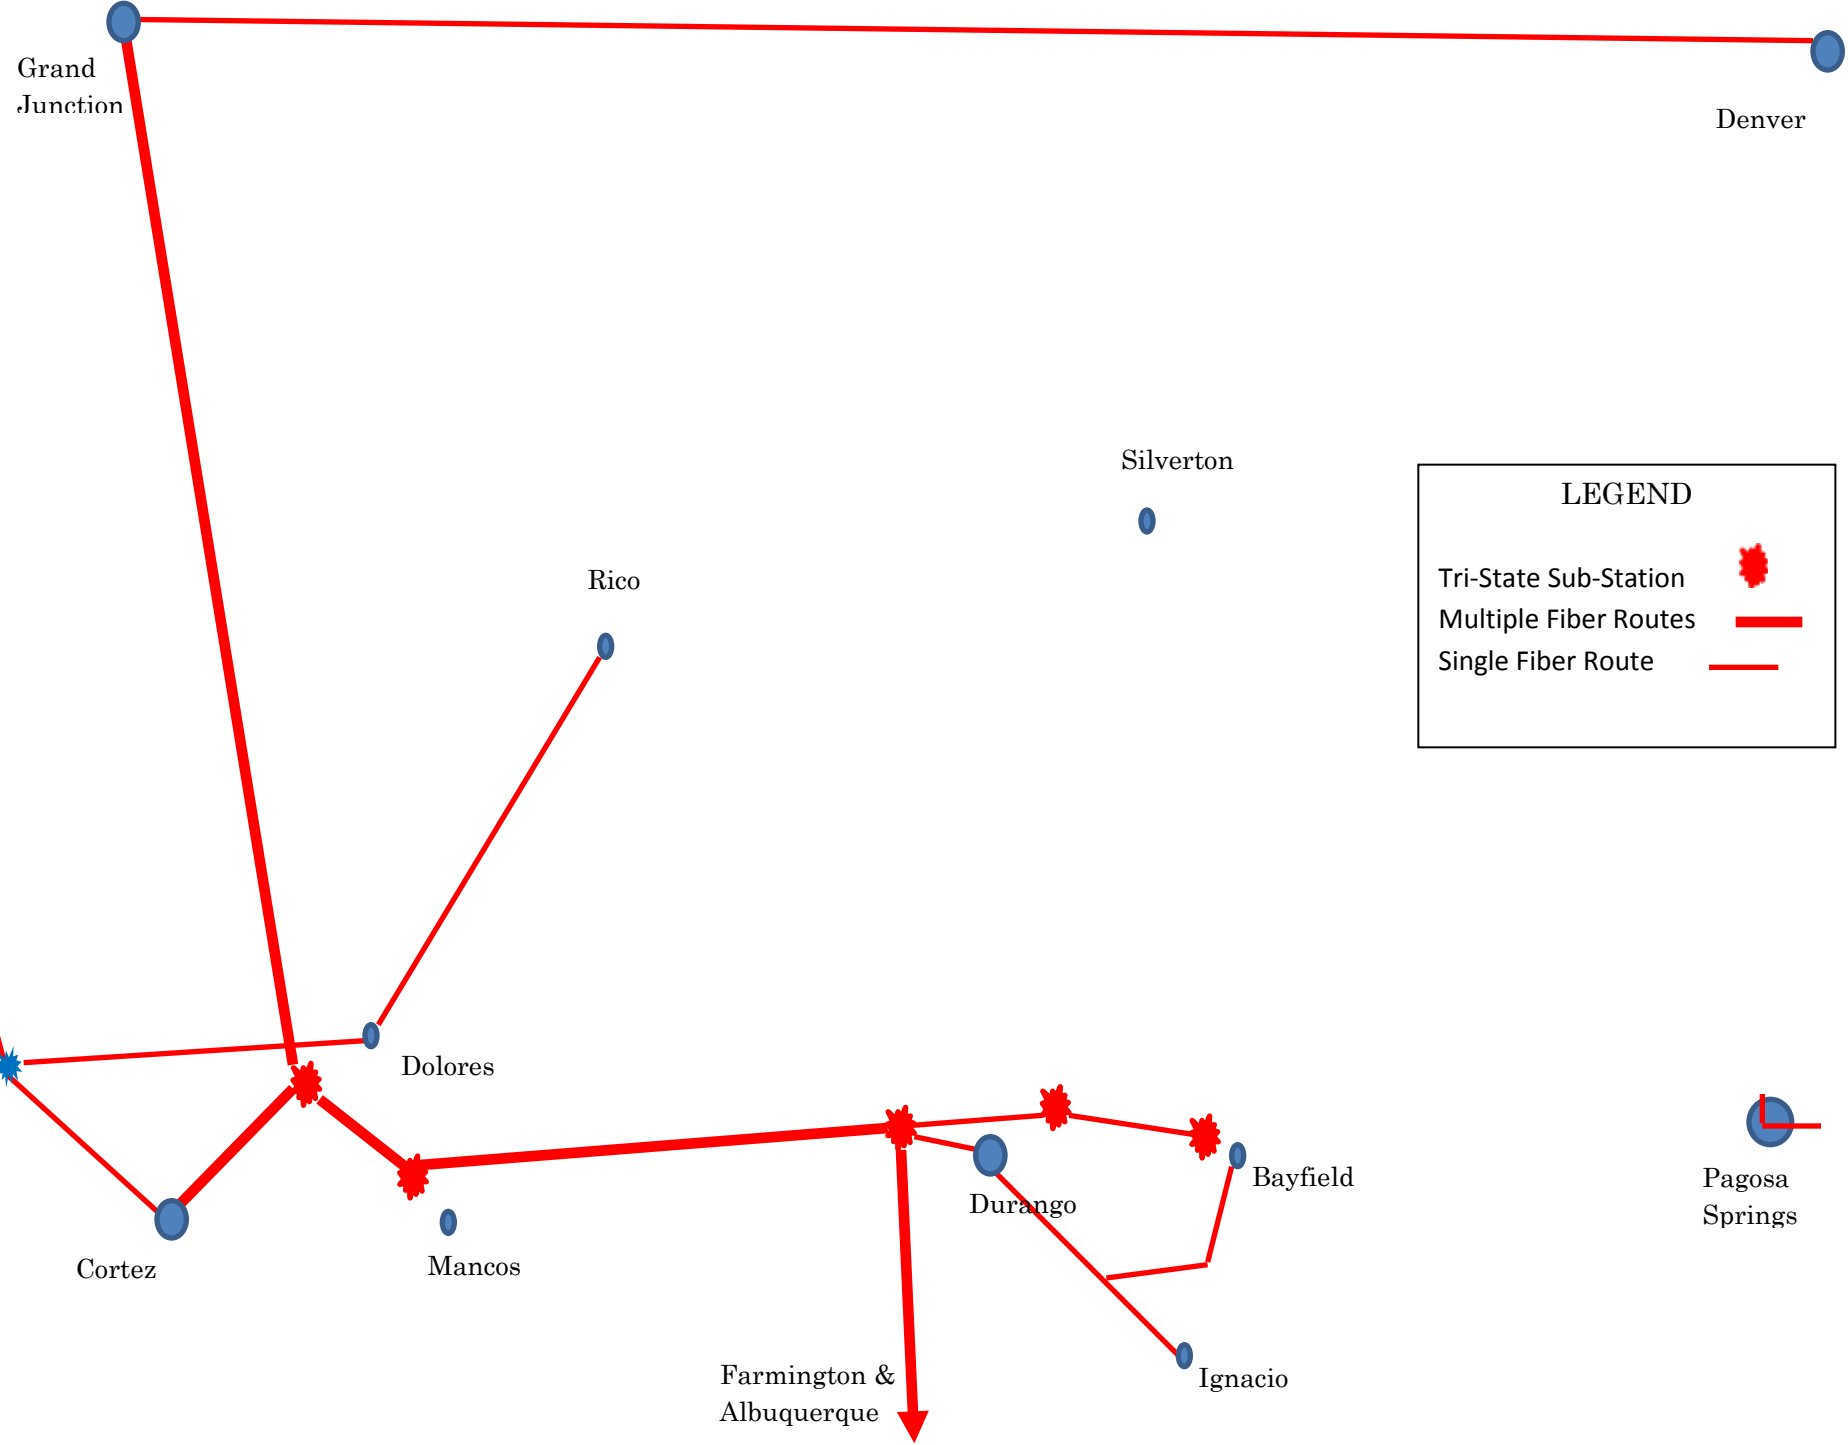 Grand
Junction
Denver
Silverton
LEGEND
Tri-State Sub-Station
Multiple Fiber Routes
Single Fiber Route
Rico
Dolores
Bayfield
Durango
Pagosa
Springs
Cortez
Mancos
Farmington &
Albuquerque
Ignacio